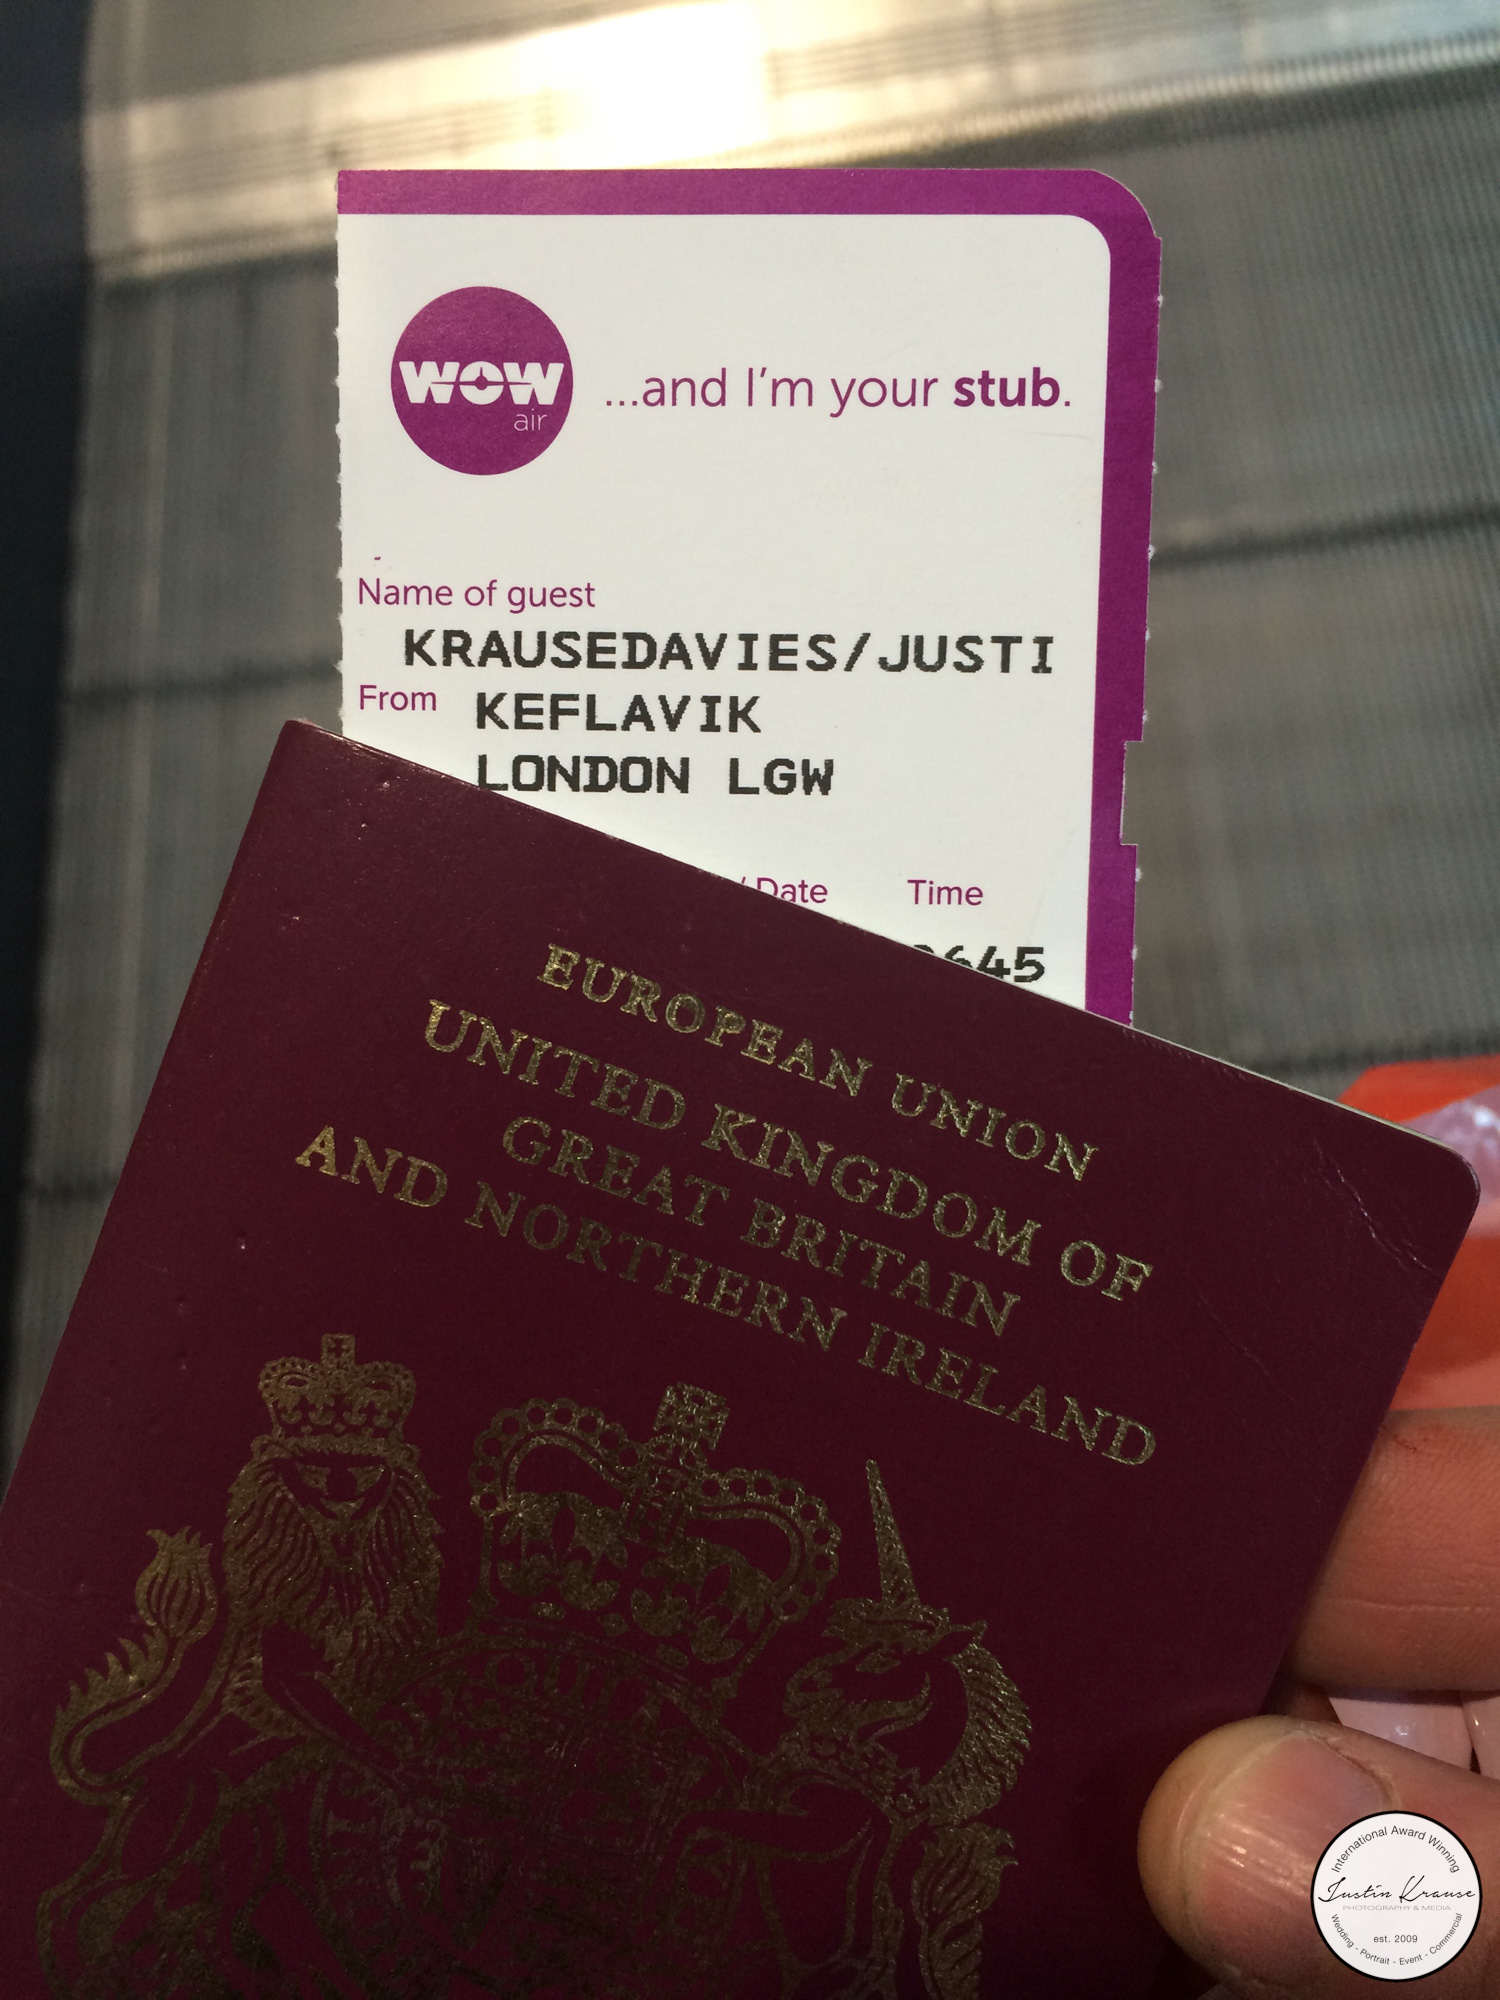 WOW
air
...and I'm your stub.
Name of guest
KRAUSEDAVIES/JUSTI
From KEFLAVIK
LONDON LGW
/ Date Time
EUROPEAN UNION
UNITED KINGDOM OF
GREAT BRITAIN
AND NORTHERN IRELAND
International Award Winning
Justin Krause
PHOTOGRAPHY & MEDIA
est. 2009
Wedding - Portrait - Event - Commercial